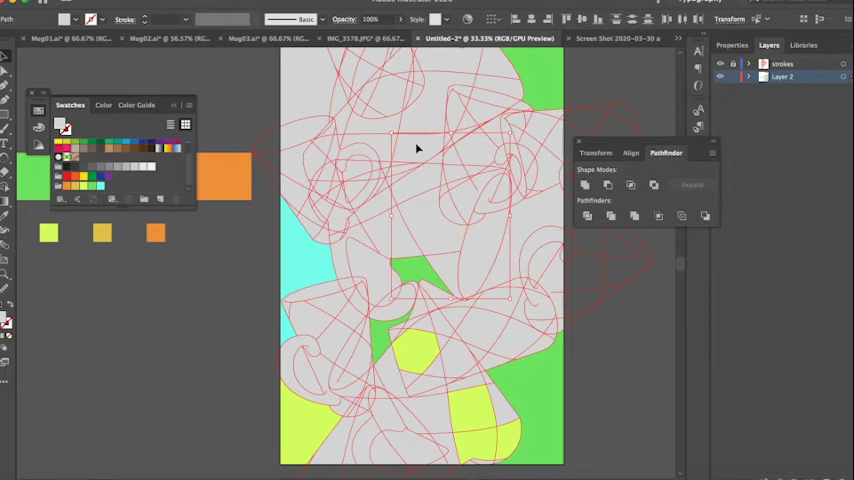 Path
Stroke:
Basic
Opacity: 100%
Style:
Transform
Mug01.ai* @ 66.67% (RG...
Mug02.ai* @ 56.57% (RG...
Mug03.ai* @ 66.67% (RG...
IMG_3578.JPG* @ 66.67%...
Untitled-2* @ 33.33% (RGB/GPU Preview)
Screen Shot 2020-03-30 a
Properties Layers Libraries
strokes
Layer 2
Swatches Color Color Guide
Transform Align Pathfinder
Shape Modes:
Expand
Pathfinders: